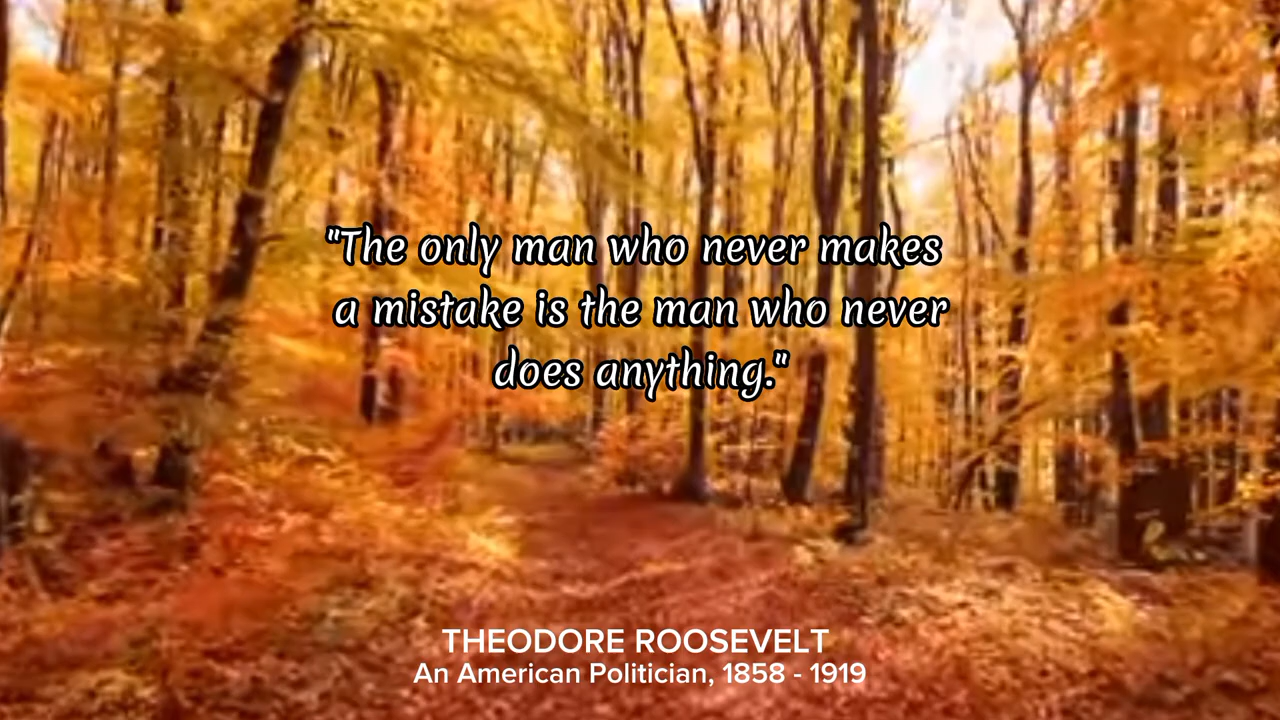 "The only man who never makes
a mistake is the man who never
does anything."
THEODORE ROOSEVELT
An American Politician, 1858 - 1919